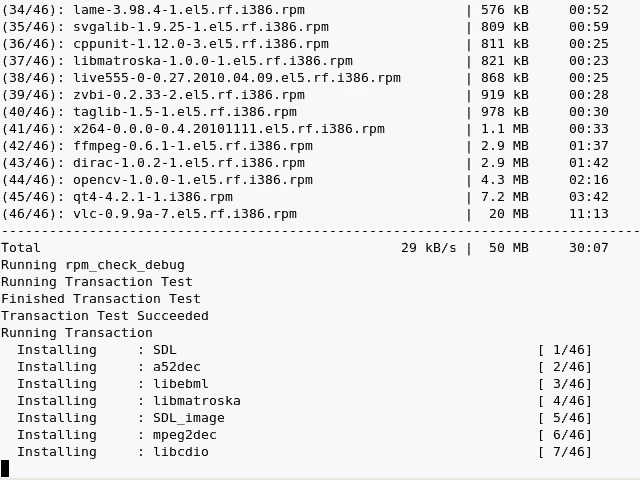 (34/46): lame-3.98.4-1.el5.rf.i386.rpm | 576 kB 00:52
(35/46): svgalib-1.9.25-1.el5.rf.i386.rpm | 809 kB 00:59
(36/46): cppunit-1.12.0-3.el5.rf.i386.rpm | 811 kB 00:25
(37/46): libmatroska-1.0.0-1.el5.rf.i386.rpm | 821 kB 00:23
(38/46): live555-0-0.27.2010.04.09.el5.rf.i386.rpm | 868 kB 00:25
(39/46): zvbi-0.2.33-2.el5.rf.i386.rpm | 919 kB 00:28
(40/46): taglib-1.5-1.el5.rf.i386.rpm | 978 kB 00:30
(41/46): x264-0.0.0-0.4.20101111.el5.rf.i386.rpm | 1.1 MB 00:33
(42/46): ffmpeg-0.6.1-1.el5.rf.i386.rpm | 2.9 MB 01:37
(43/46): dirac-1.0.2-1.el5.rf.i386.rpm | 2.9 MB 01:42
(44/46): opencv-1.0.0-1.el5.rf.i386.rpm | 4.3 MB 02:16
(45/46): qt4-4.2.1-1.i386.rpm | 7.2 MB 03:42
(46/46): vlc-0.9.9a-7.el5.rf.i386.rpm | 20 MB 11:13
--------------------------------------------------------------------------------
Total 29 kB/s | 50 MB 30:07
Running rpm_check_debug
Running Transaction Test
Finished Transaction Test
Transaction Test Succeeded
Running Transaction
Installing : SDL [ 1/46]
Installing : a52dec [ 2/46]
Installing : libebml [ 3/46]
Installing : libmatroska [ 4/46]
Installing : SDL_image [ 5/46]
Installing : mpeg2dec [ 6/46]
Installing : libcdio [ 7/46]